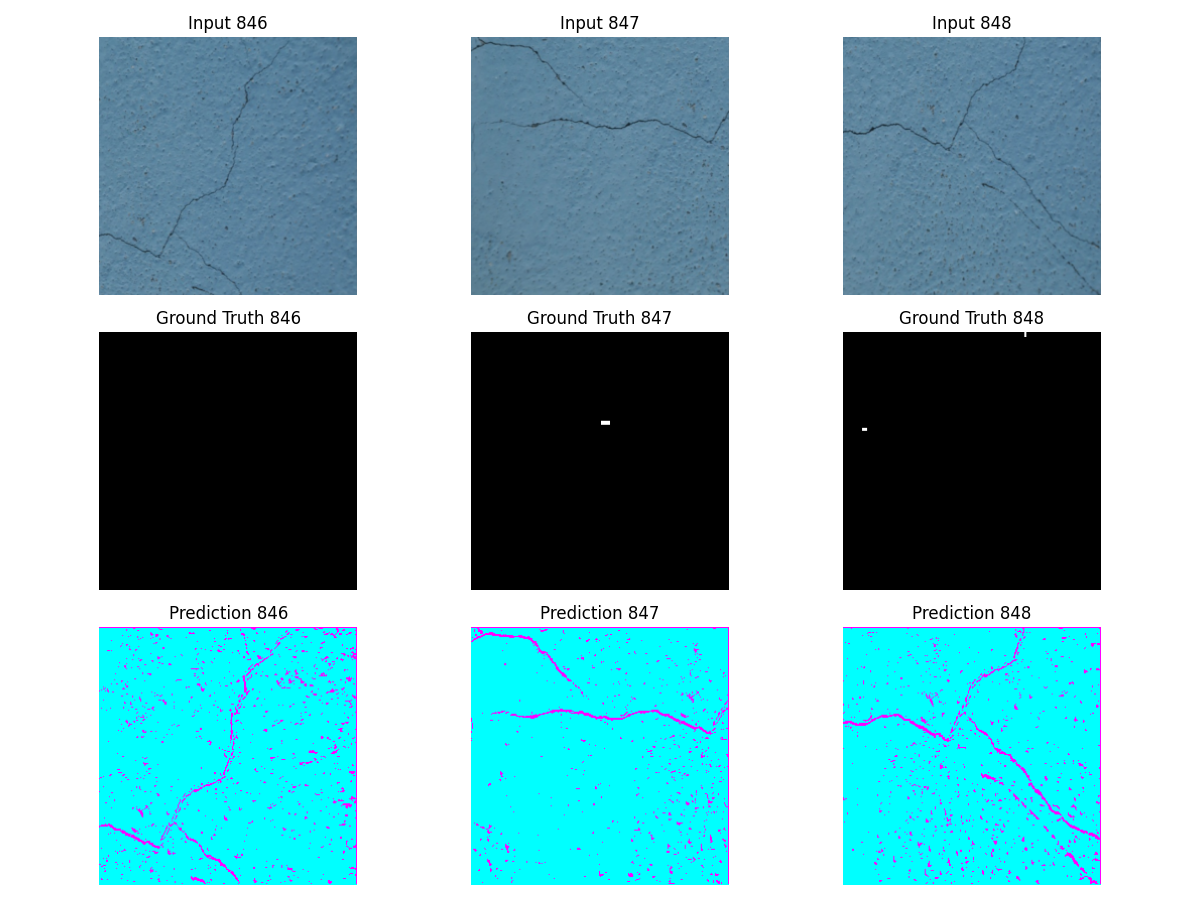 Input 846
Input 847
Input 848
Ground Truth 846
Ground Truth 847
Ground Truth 848
Prediction 846
Prediction 847
Prediction 848